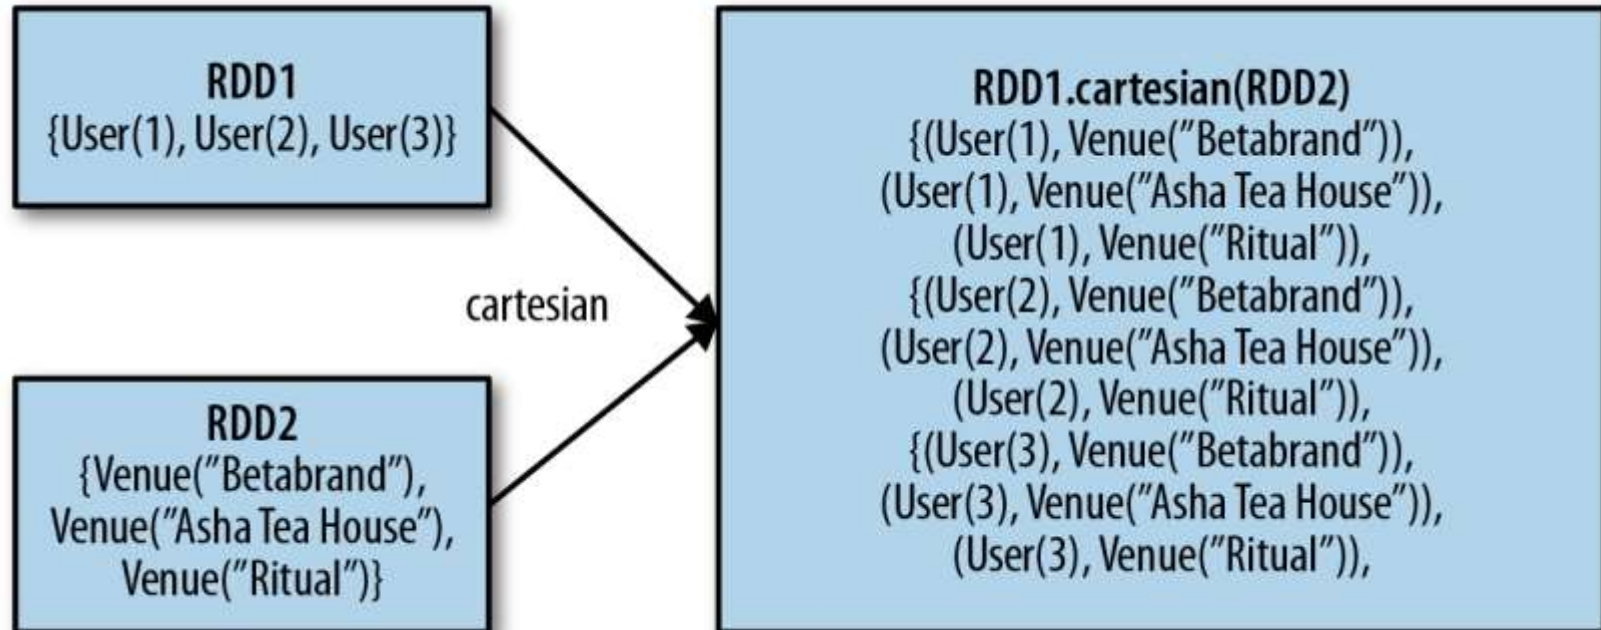 RDD1
{User(1), User(2), User(3)}
cartesian
RDD2
{Venue("Betabrand"),
Venue("Asha Tea House"),
Venue("Ritual")}
RDD1.cartesian(RDD2)
{(User(1), Venue("Betabrand")),
(User(1), Venue("Asha Tea House")),
(User(1), Venue("Ritual")),
{(User(2), Venue("Betabrand")),
(User(2), Venue("Asha Tea House")),
(User(2), Venue("Ritual")),
{(User(3), Venue("Betabrand")),
(User(3), Venue("Asha Tea House")),
(User(3), Venue("Ritual")),